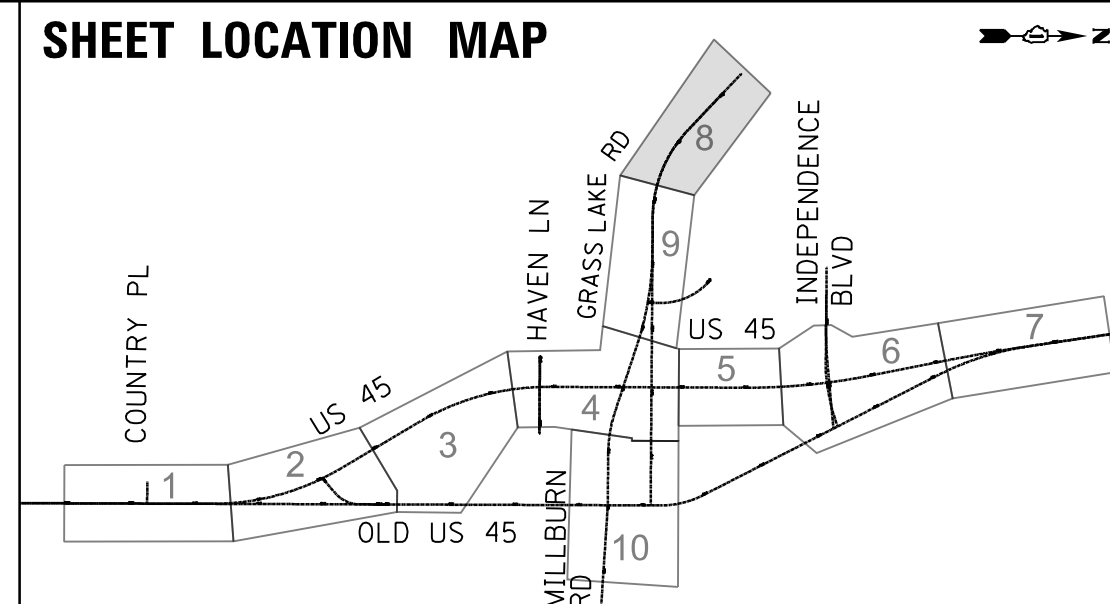 SHEET LOCATION MAP
N
8
GRASS LAKE RD
INDEPENDENCE
BLVD
HAVEN LN
9
COUNTRY PL
US 45
7
6
5
US 45
4
3
2
1
OLD US 45
MILLBURN
RD
10